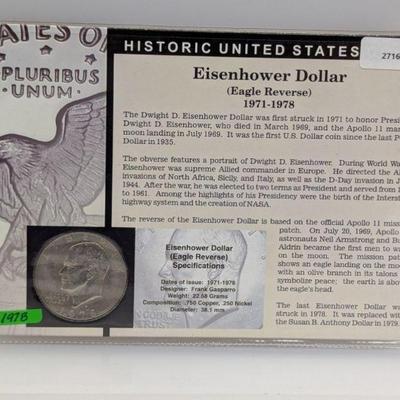 TATES O
PLURIBUS
UNUM
HISTORIC UNITED STATES
2716
Eisenhower Dollar
(Eagle Reverse)
1971-1978
The Dwight D. Eisenhower Dollar was first struck in 1971 to honor Presi
Dwight D. Eisenhower, who died in March 1969, and the Apollo 11 man
moon landing in July 1969. It was the first U.S. Dollar coin since the last P
Dollar in 1935.
The obverse features a portrait of Dwight D. Eisenhower. During World Wa
Eisenhower was supreme Allied commander in Europe. He directed the Al
invasions of North Africa, Sicily, and Italy, as well as the D-Day invasion in J
1944. After the war, he was elected to two terms as President and served from 1
to 1961. Among the highlights of his Presidency were the birth of the Interst
highway system and the creation of NASA.
The reverse of the Eisenhower Dollar is based on the official Apollo 11 missi
patch. On July 20, 1969, Apollo
astronauts Neil Armstrong and Bu
Aldrin became the first men to wa
on the moon. The mission pat
shows an eagle landing on the mo
with an olive branch in its talons
symbolize peace; the earth is abo
the eagle's head.
The last Eisenhower Dollar wa
struck in 1978. It was replaced wi
the Susan B. Anthony Dollar in 1979.
Eisenhower Dollar
(Eagle Reverse)
Specifications
Dates of Issue: 1971-1978
Designer: Frank Gasparro
Weight: 22.68 Grams
Composition: .750 Copper, .250 Nickel
Diameter: 38.1 mm
TRUST
1978